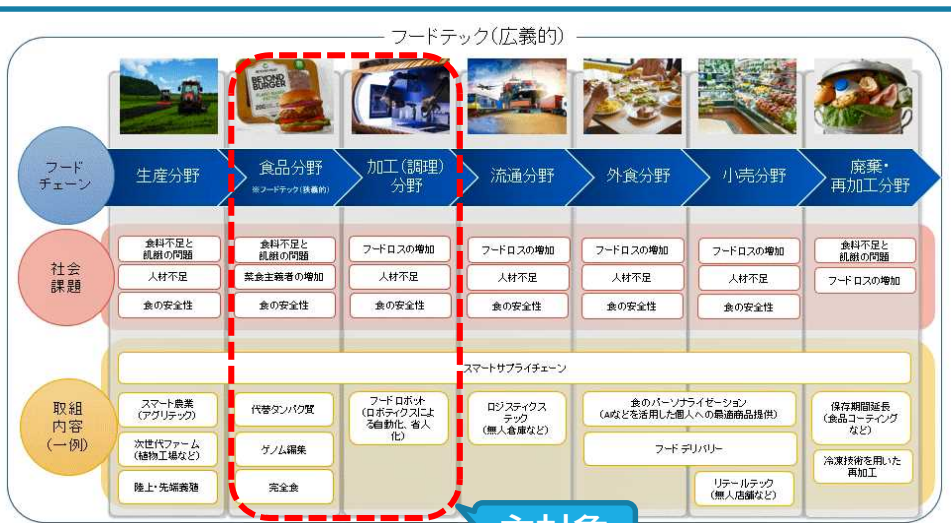 フードテック(広義的)
BEYOND
BURGER
フード
チェーン
生産分野
食品分野
※フードテック(狭義的)
加工(調理)
分野
流通分野
外食分野
小売分野
廃棄・
再加工分野
社会
課題
食料不足と
飢餓の問題
人材不足
食の安全性
食料不足と
飢餓の問題
菜食主義者の増加
食の安全性
フードロスの増加
人材不足
食の安全性
フードロスの増加
人材不足
食の安全性
フードロスの増加
人材不足
食の安全性
フードロスの増加
人材不足
食の安全性
食料不足と
飢餓の問題
フードロスの増加
取組
内容
(一例)
スマートサプライチェーン
スマート農業
(アグリテック)
次世代ファーム
(植物工場など)
陸上・先端養殖
代替タンパク質
ゲノム編集
完全食
フードロボット
(ロボティクスによ
る自動化、省人
化)
ロジスティクス
テック
(無人倉庫など)
食のパーソナライゼーション
(AIなどを活用した個人への最適商品提供)
フードデリバリー
リテールテック
(無人店舗など)
保存期間延長
(食品コーティング
など)
冷凍技術を用いた
再加工
主対象